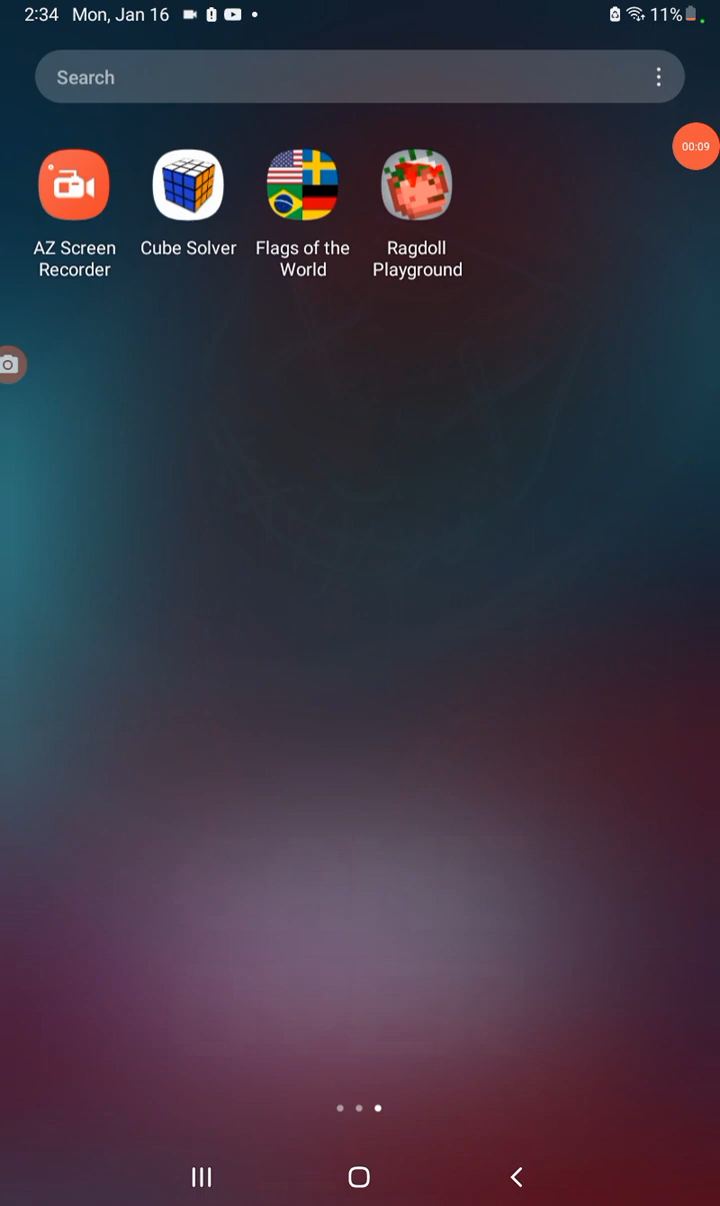 2:34 Mon, Jan 16 11%
Search
00:09
AZ Screen Recorder
Cube Solver
Flags of the World
Ragdoll Playground